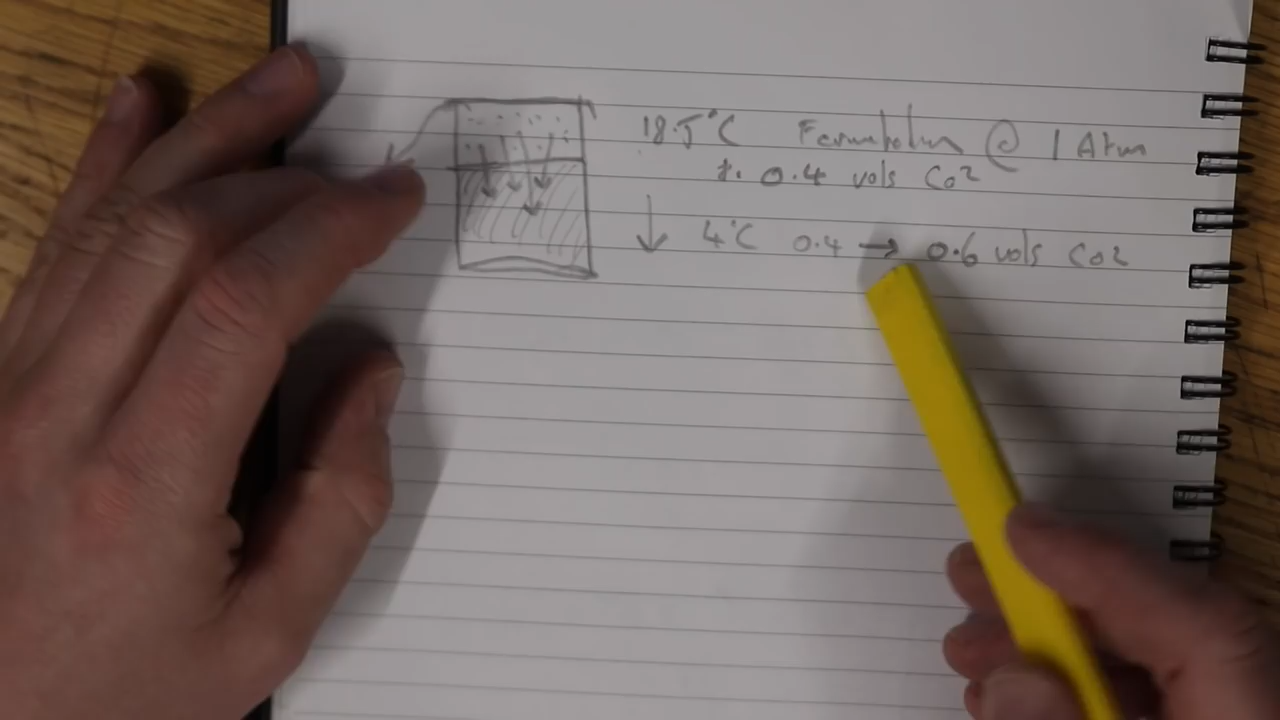 18.5°C Fermentation @ 1 Atm
0.4 vols Co2
↓ 4°C 0.4 → 0.6 vols Co2